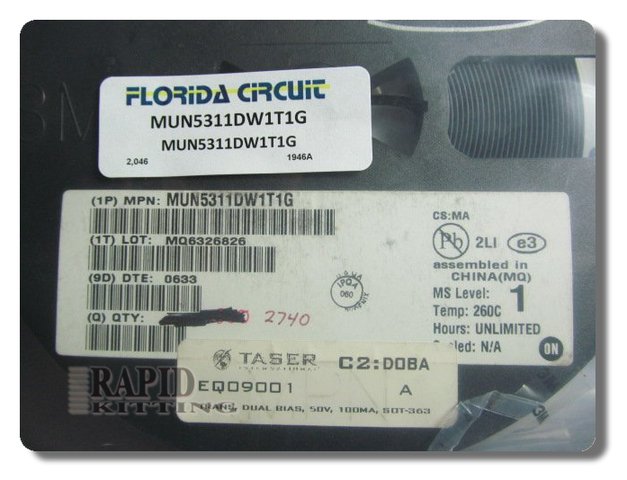 FLORIDA CIRCUIT
MUN5311DW1T1G
MUN5311DW1T1G
2,046 1946A
(1P) MPN: MUN5311DW1T1G
(1T) LOT: MQ6326826
(9D) DTE: 0633
(Q) QTY: 2740
CS:MA
Pb 2LI e3
assembled in
CHINA(MQ)
MS Level: 1
Temp: 260C
Hours: UNLIMITED
N/A
ON
TASER C2:D0BA
INTERNATIONAL
EQ09001 A
TRANS, DUAL BIAS, 50V, 100MA, SOT-363
RAPID
KITTING